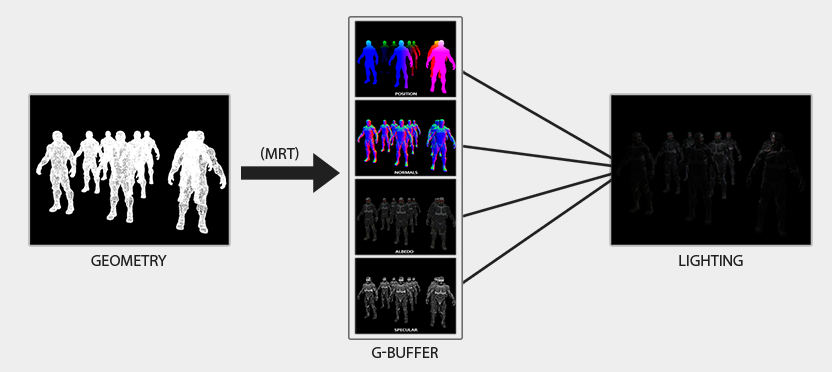 GEOMETRY
(MRT)
POSITION
NORMALS
ALBEDO
SPECULAR
G-BUFFER
LIGHTING